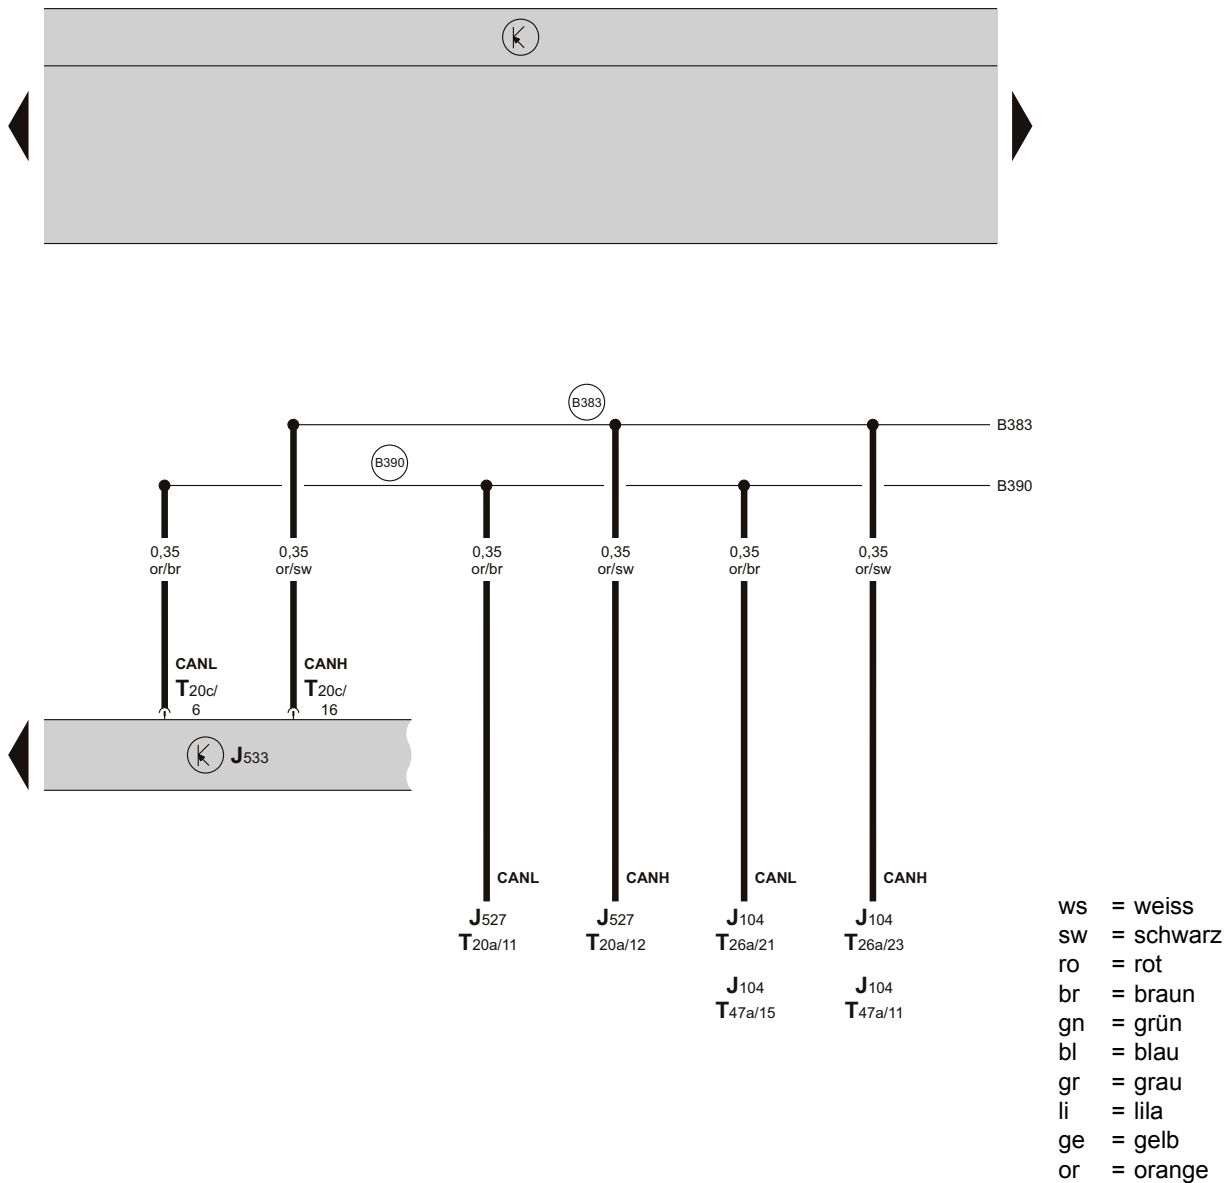 B383
B383
B390
B390
0,35 0,35 0,35 0,35 0,35 0,35
or/br or/sw or/br or/sw or/br or/sw
CANL CANH
T20c/ T20c/
6 16
J533
CANL CANH CANL CANH
J527 J527 J104 J104
T20a/11 T20a/12 T26a/21 T26a/23
J104 J104
T47a/15 T47a/11
ws = weiss
sw = schwarz
ro = rot
br = braun
gn = grün
bl = blau
gr = grau
li = lila
ge = gelb
or = orange